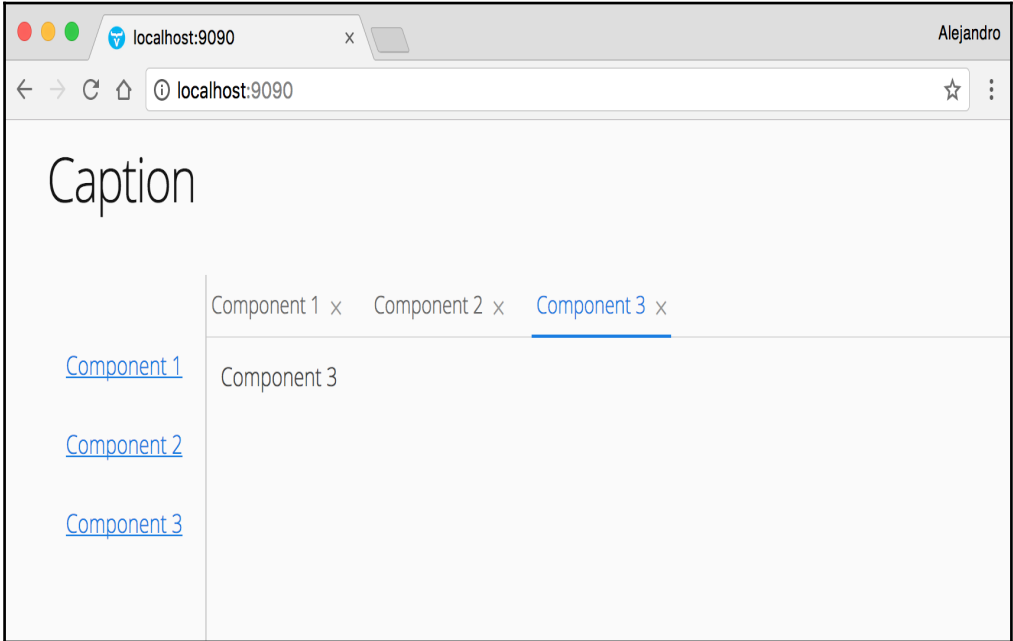 localhost:9090 x
Alejandro
localhost:9090
Caption
Component 1 x Component 2 x Component 3 x
Component 1
Component 3
Component 2
Component 3